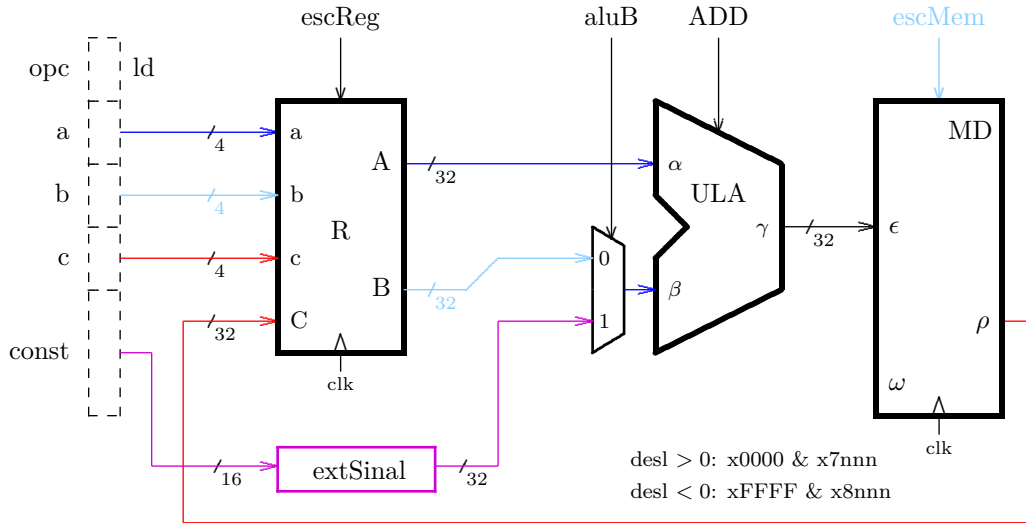 escReg aluB ADD escMem
opc ld
a 4 a MD
A 32 α
b 4 b ULA
R
c 4 c 0 γ 32 ϵ
B 32 β
32 C 1 ρ
const
clk
ω
clk
16 extSinal 32
desl > 0: x0000 & x7nnn
desl < 0: xFFFF & x8nnn